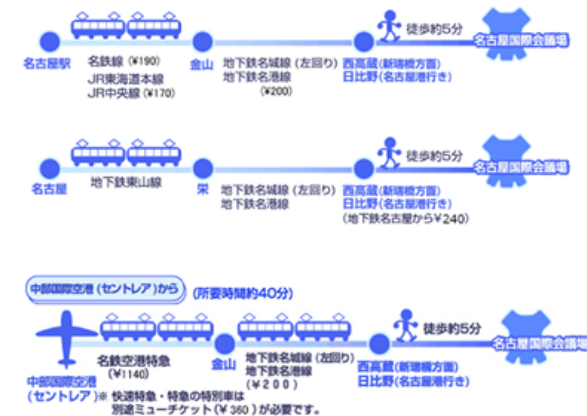 徒歩約5分
名古屋国際会議場
名古屋駅
名鉄線 (¥190)
JR東海道本線
JR中央線 (¥170)
金山
地下鉄名城線 (左回り)
地下鉄名港線
(¥200)
西高蔵(新瑞橋方面)
日比野(名古屋港行き)
徒歩約5分
名古屋国際会議場
名古屋
地下鉄東山線
栄
地下鉄名城線 (左回り)
地下鉄名港線
西高蔵(新瑞橋方面)
日比野(名古屋港行き)
(地下鉄名古屋から¥240)
中部国際空港 (セントレア)から
(所要時間約40分)
徒歩約5分
名古屋国際会議場
中部国際空港
(セントレア)
名鉄空港特急
(¥1140)
金山
地下鉄名城線 (左回り)
地下鉄名港線
(¥200)
西高蔵(新瑞橋方面)
日比野(名古屋港行き)
※ 快速特急・特急の特別車は
別途ミューチケット(¥360)が必要です。